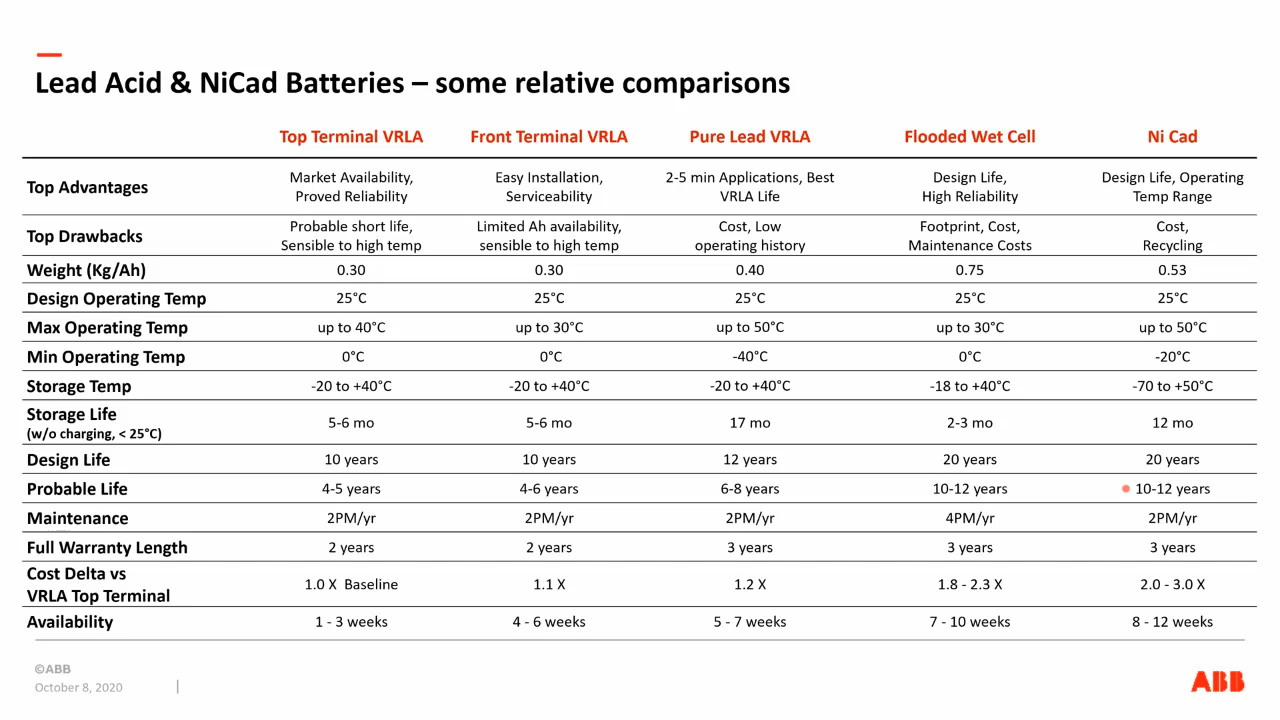 Lead Acid & NiCad Batteries – some relative comparisons
Top Terminal VRLA Front Terminal VRLA Pure Lead VRLA Flooded Wet Cell Ni Cad
Top Advantages
Market Availability,
Proved Reliability
Easy Installation,
Serviceability
2-5 min Applications, Best
VRLA Life
Design Life,
High Reliability
Design Life, Operating
Temp Range
Top Drawbacks
Probable short life,
Sensible to high temp
Limited Ah availability,
sensible to high temp
Cost, Low
operating history
Footprint, Cost,
Maintenance Costs
Cost,
Recycling
Weight (Kg/Ah) 0.30 0.30 0.40 0.75 0.53
Design Operating Temp 25°C 25°C 25°C 25°C 25°C
Max Operating Temp up to 40°C up to 30°C up to 50°C up to 30°C up to 50°C
Min Operating Temp 0°C 0°C -40°C 0°C -20°C
Storage Temp -20 to +40°C -20 to +40°C -20 to +40°C -18 to +40°C -70 to +50°C
Storage Life
(w/o charging, < 25°C)
5-6 mo 5-6 mo 17 mo 2-3 mo 12 mo
Design Life 10 years 10 years 12 years 20 years 20 years
Probable Life 4-5 years 4-6 years 6-8 years 10-12 years 10-12 years
Maintenance 2PM/yr 2PM/yr 2PM/yr 4PM/yr 2PM/yr
Full Warranty Length 2 years 2 years 3 years 3 years 3 years
Cost Delta vs
VRLA Top Terminal
1.0 X Baseline 1.1 X 1.2 X 1.8 - 2.3 X 2.0 - 3.0 X
Availability 1 - 3 weeks 4 - 6 weeks 5 - 7 weeks 7 - 10 weeks 8 - 12 weeks
©ABB
October 8, 2020
ABB